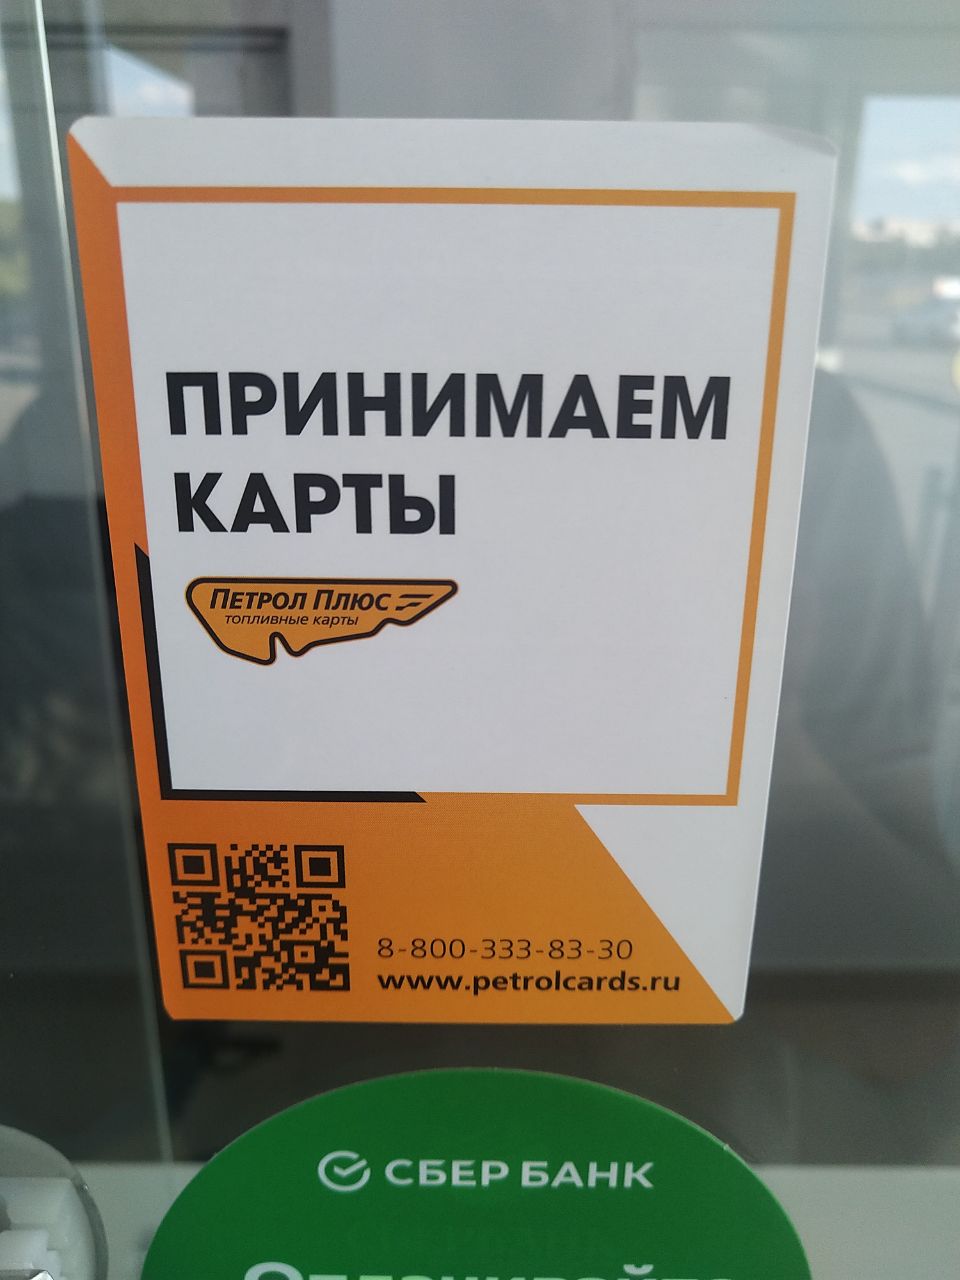 ПРИНИМАЕМ
КАРТЫ
ПЕТРОЛ ПЛЮС
топливные карты
8-800-333-83-30
www.petrolcards.ru
СБЕР БАНК